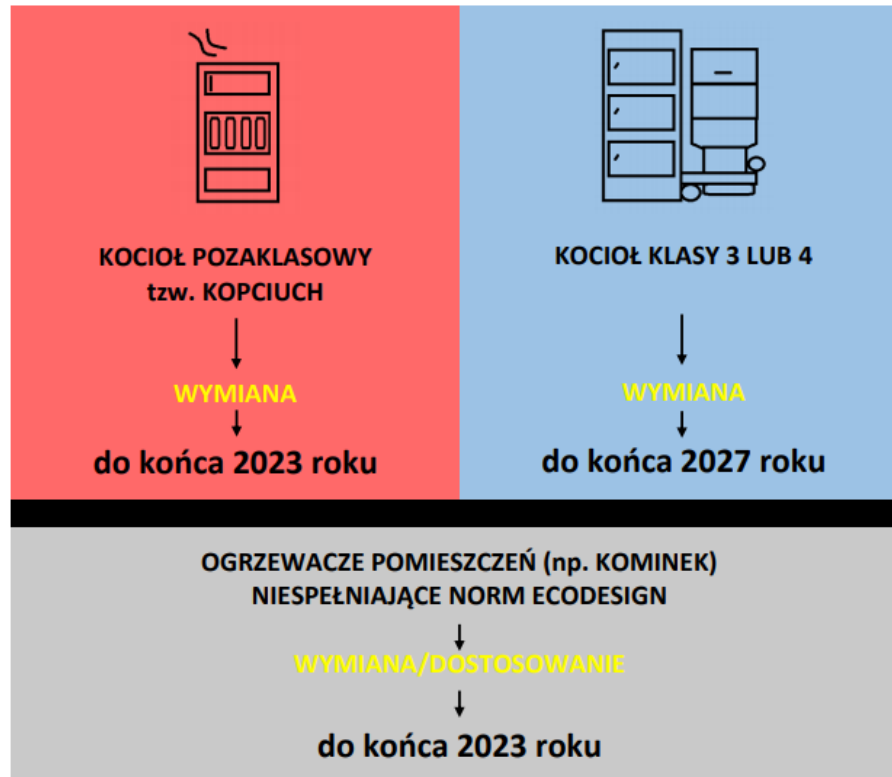 KOCIOŁ POZAKLASOWY
tzw. KOPCIUCH
WYMIANA
do końca 2023 roku
KOCIOŁ KLASY 3 LUB 4
WYMIANA
do końca 2027 roku
OGRZEWACZE POMIESZCZEŃ (np. KOMINEK)
NIESPEŁNIAJĄCE NORM ECODESIGN
WYMIANA/DOSTOSOWANIE
do końca 2023 roku